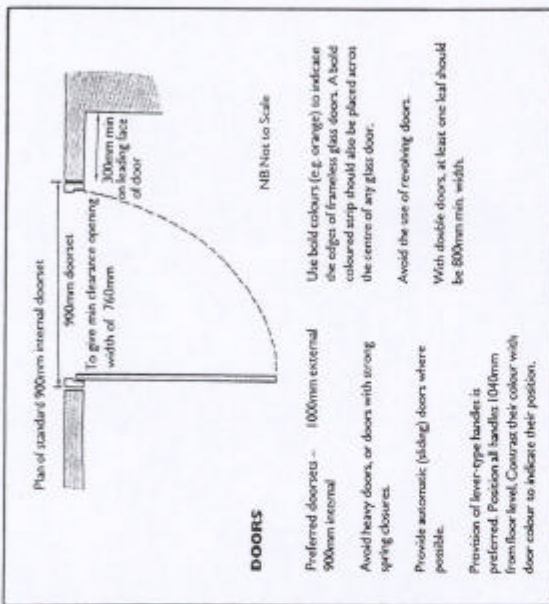 Plan of standard 900mm internal doorset
900mm doorset
To give min clearance opening
width of 760mm
300mm min
on leading face
of door
NB Not to Scale
DOORS
Preferred doorsets – 1000mm external
900mm internal
Avoid heavy doors, or doors with strong
spring closures.
Provide automatic (sliding) doors where
possible.
Provision of lever-type handles is
preferred. Position all handles 1040mm
from floor level. Contrast their colour with
door colour to indicate their position.
Use bold colours (e.g. orange) to indicate
the edges of frameless glass doors. A bold
coloured strip should also be placed acros
the centre of any glass door.
Avoid the use of revolving doors.
With double doors, at least one leaf should
be 800mm min. width.